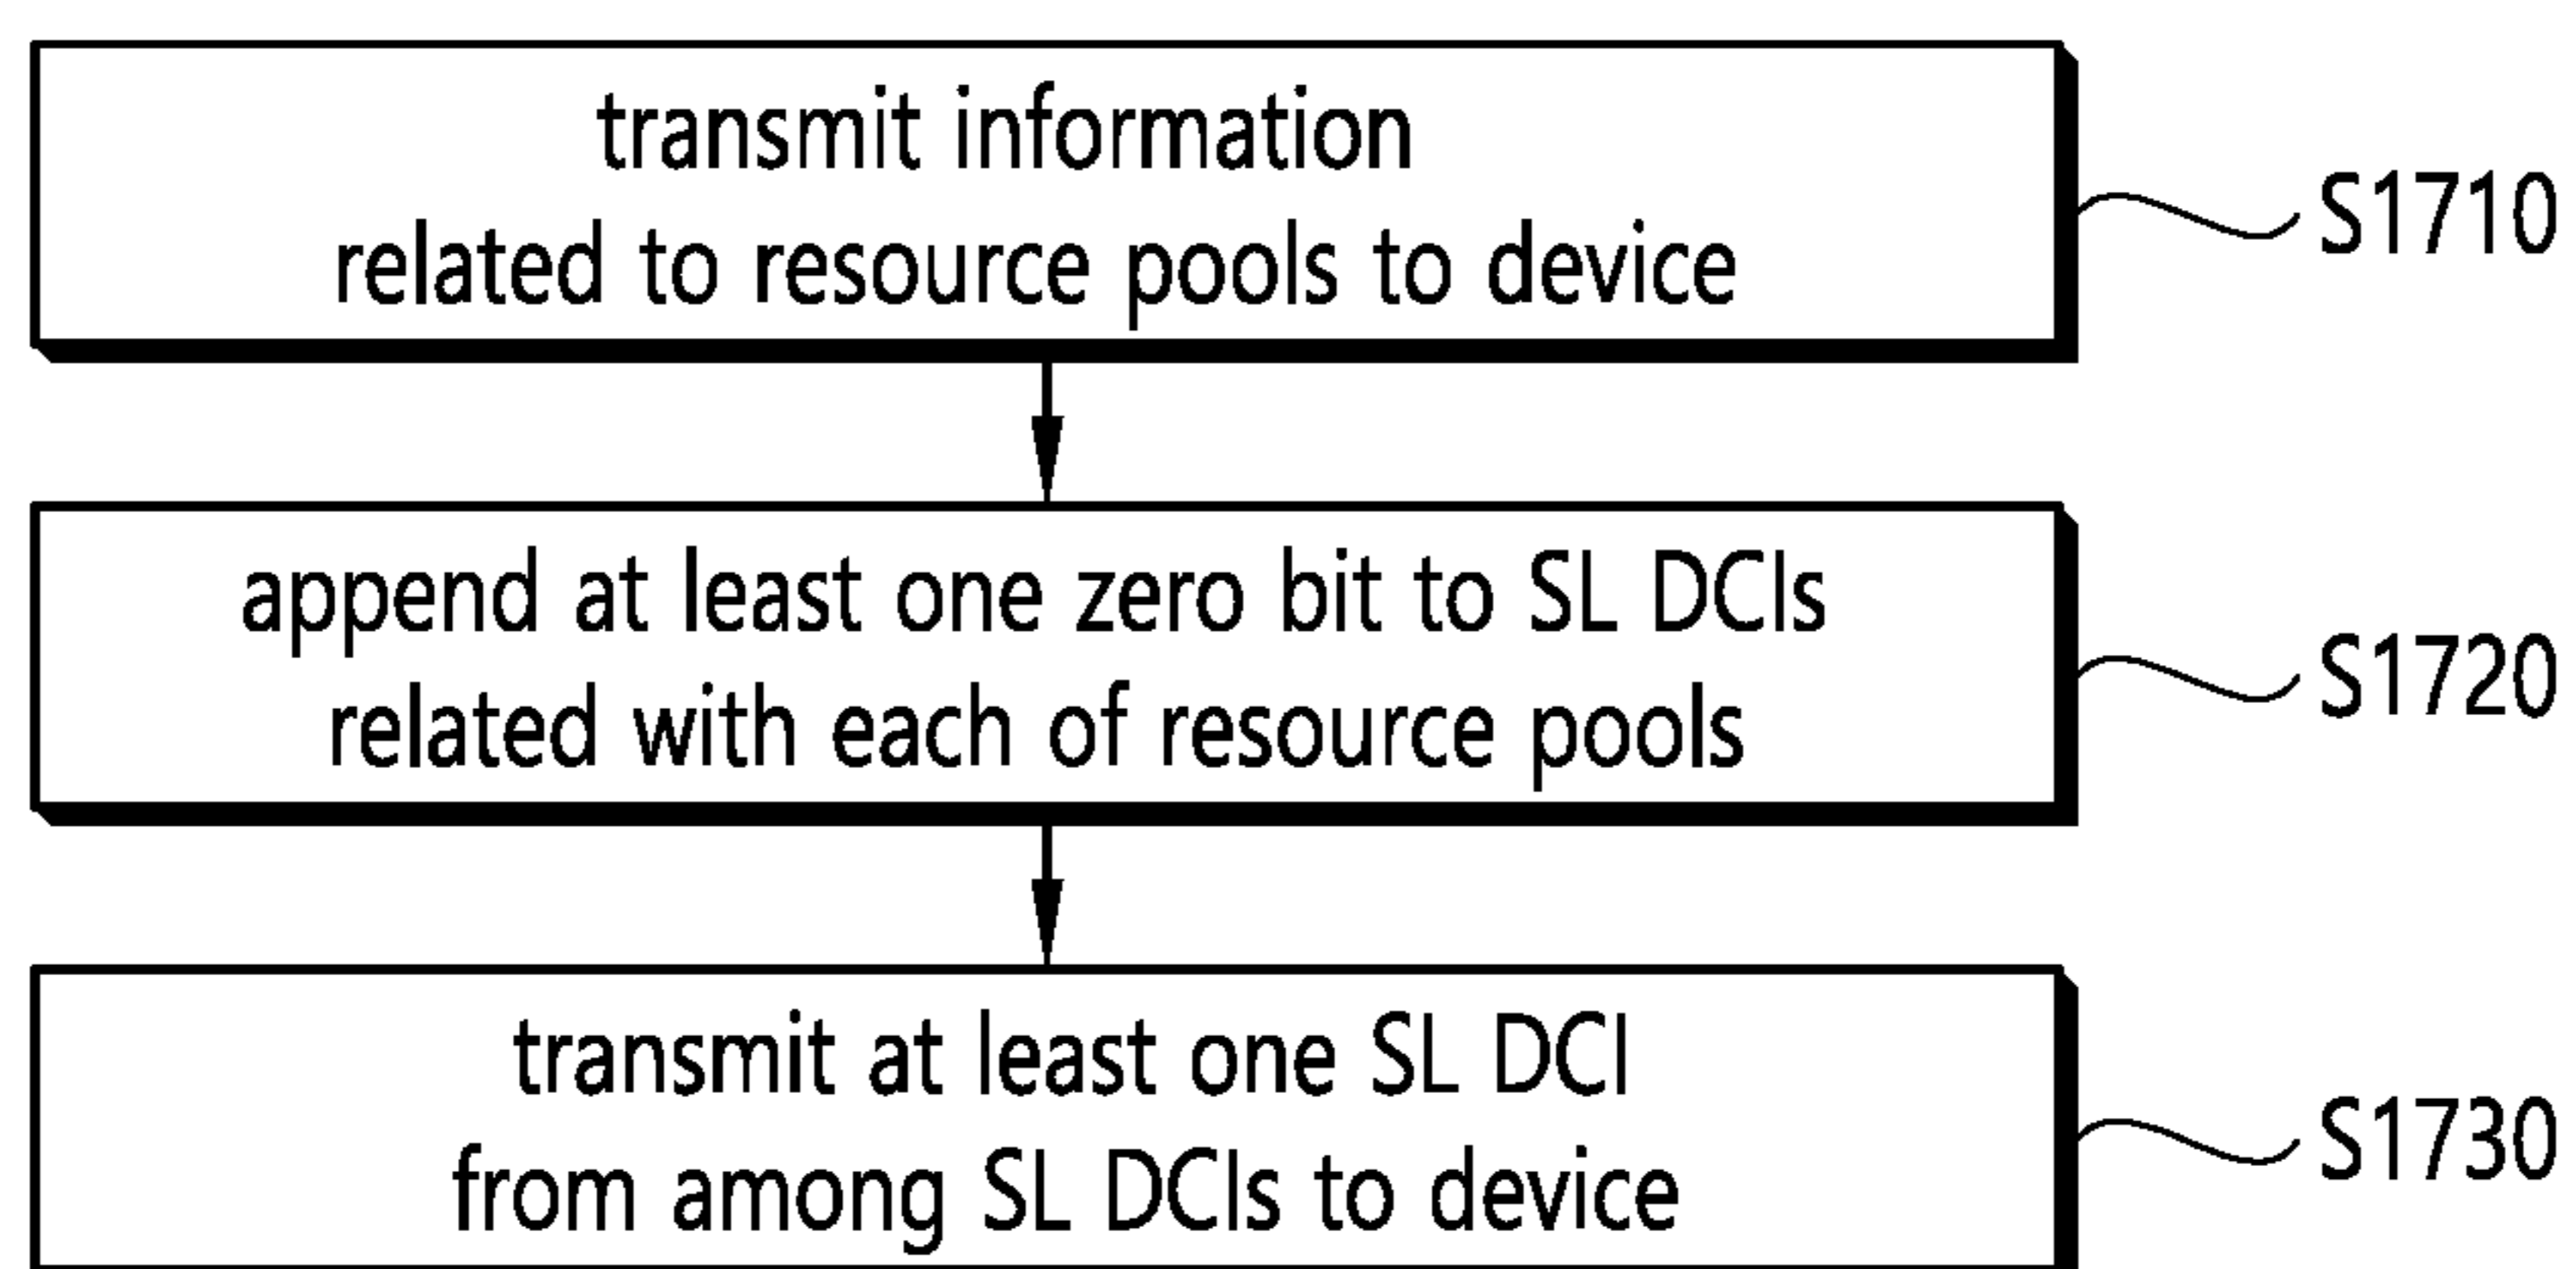 transmit information
related to resource pools to device
S1710
append at least one zero bit to SL DCIs
related with each of resource pools
S1720
transmit at least one SL DCI
from among SL DCIs to device
S1730